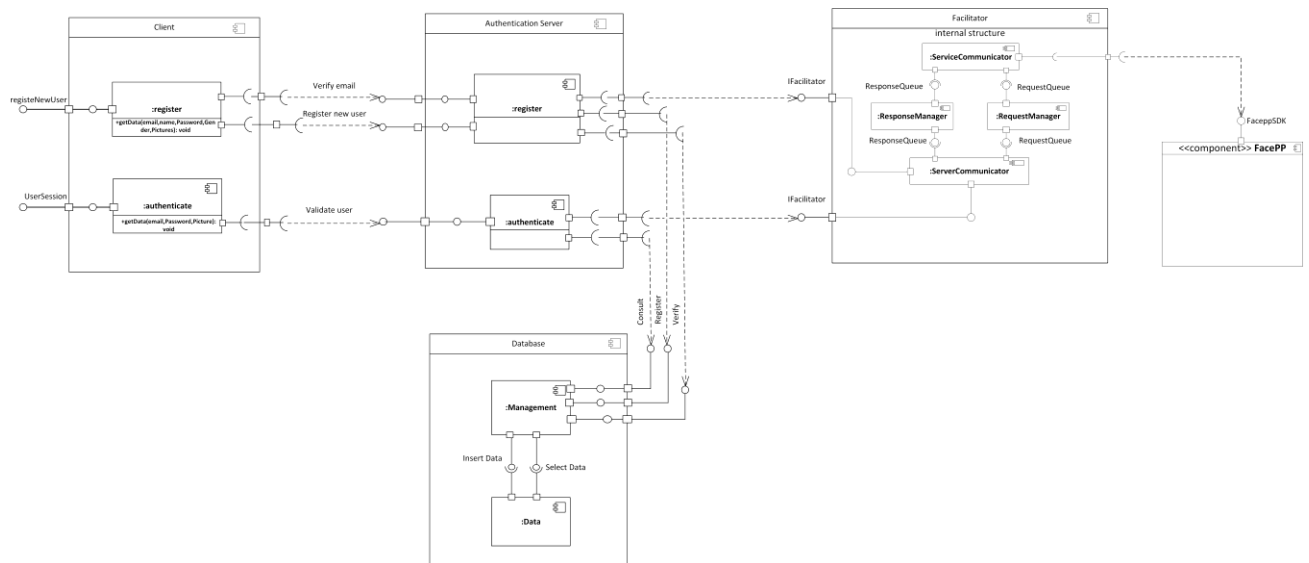 Client
Authentication Server
Facilitator
internal structure
:ServiceCommunicator
Verify email
registeNewUser
:register
:register
IFacilitator
ResponseQueue
RequestQueue
+getData(email,name,Password,Gen
der,Pictures): void
Register new user
:ResponseManager
:RequestManager
FaceppSDK
ResponseQueue
RequestQueue
<<component>> FacePP
:ServerCommunicator
UserSession
:authenticate
+getData(email,Password,Picture):
void
Validate user
:authenticate
IFacilitator
Consult
Register
Verify
Database
:Management
Insert Data
Select Data
:Data